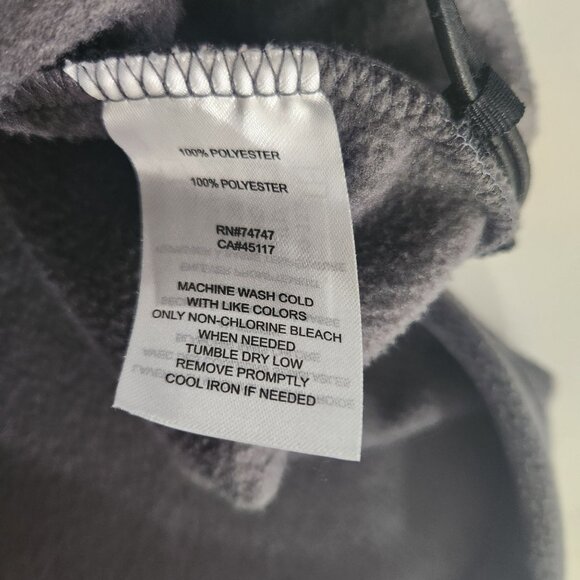 100% POLYESTER
100% POLYESTER
RN#74747
CA#45117
MACHINE WASH COLD
WITH LIKE COLORS
ONLY NON-CHLORINE BLEACH
WHEN NEEDED
TUMBLE DRY LOW
REMOVE PROMPTLY
COOL IRON IF NEEDED